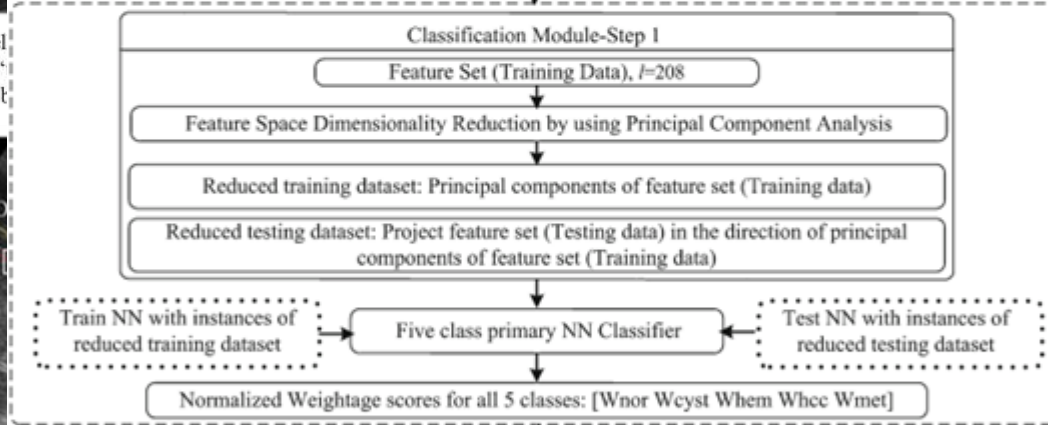 Classification Module-Step 1
Feature Set (Training Data), l=208
Feature Space Dimensionality Reduction by using Principal Component Analysis
Reduced training dataset: Principal components of feature set (Training data)
Reduced testing dataset: Project feature set (Testing data) in the direction of principal
components of feature set (Training data)
Train NN with instances of
reduced training dataset
Five class primary NN Classifier
Test NN with instances of
reduced testing dataset
Normalized Weightage scores for all 5 classes: [Wnor Wcyst Whem Whcc Wmet]